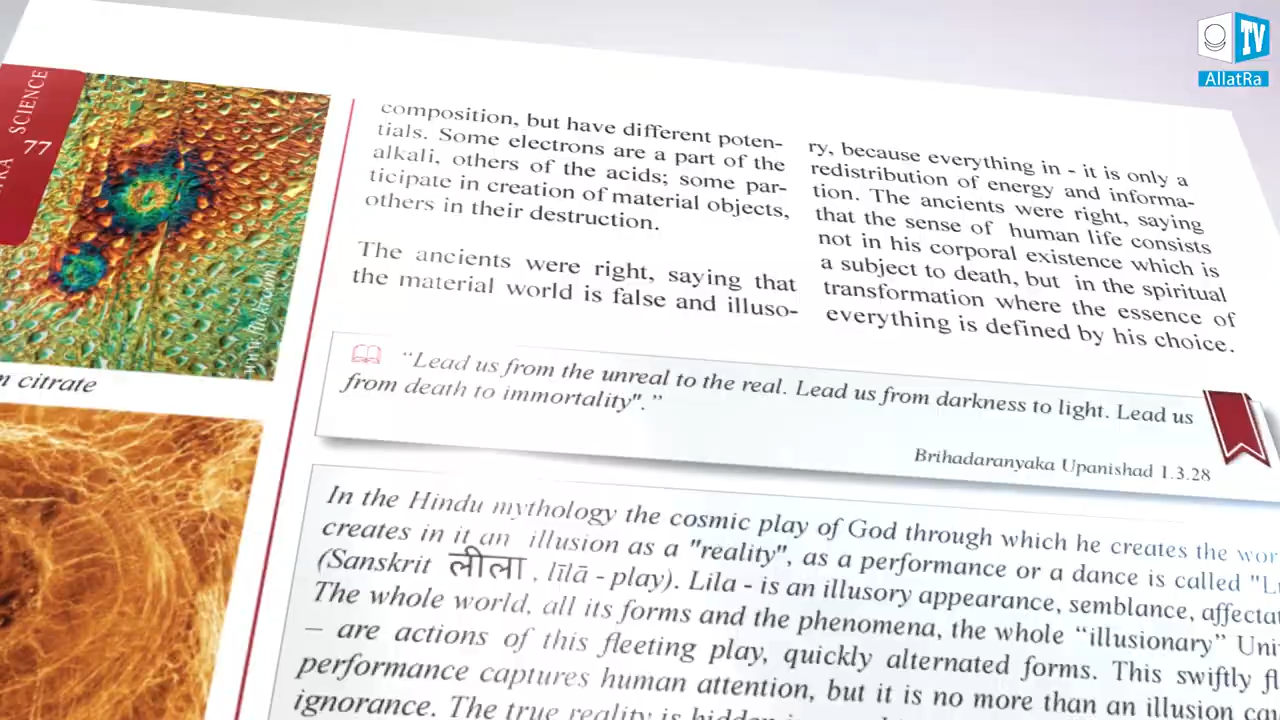 TV
AllatRa
SCIENCE
77
www.flickr.com
citrate
composition, but have different poten-
tials. Some electrons are a part of the
alkali, others of the acids; some par-
ticipate in creation of material objects,
others in their destruction.
The ancients were right, saying that
the material world is false and illuso-
ry, because everything in - it is only a
redistribution of energy and informa-
tion. The ancients were right, saying
that the sense of human life consists
not in his corporal existence which is
a subject to death, but in the spiritual
transformation where the essence of
everything is defined by his choice.
“Lead us from the unreal to the real. Lead us from darkness to light. Lead us
from death to immortality".”
Brihadaranyaka Upanishad 1.3.28
In the Hindu mythology the cosmic play of God through which he creates the
creates in it an illusion as a "reality", as a performance or a dance is called
(Sanskrit लीला , līlā - play). Lila - is an illusory appearance, semblance,
The whole world, all its forms and the phenomena, the whole “illusionary”
– are actions of this fleeting play, quickly alternated forms. This swiftly
performance captures human attention, but it is no more than an illusion
ignorance. The true reality is